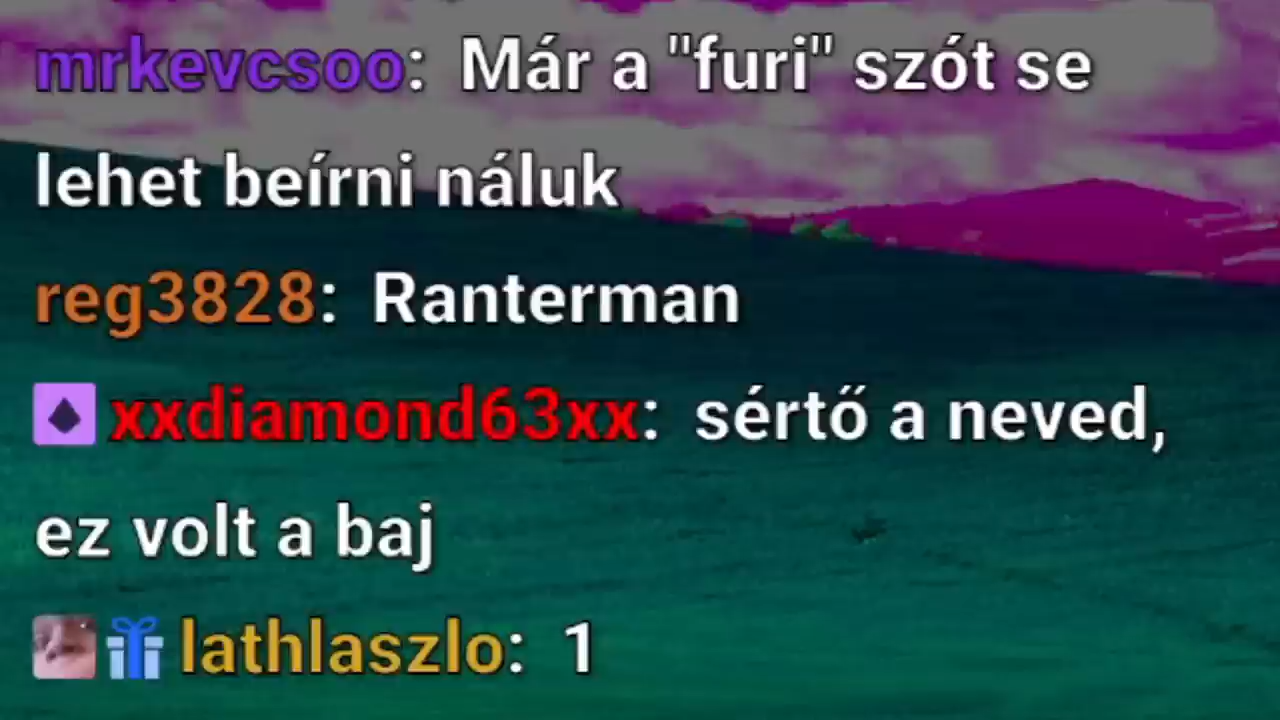 mrkevcsoo: Már a "furi" szót se
lehet beírni náluk
reg3828: Ranterman
xxdiamond63xx: sértő a neved,
ez volt a baj
lathlaszlo: 1